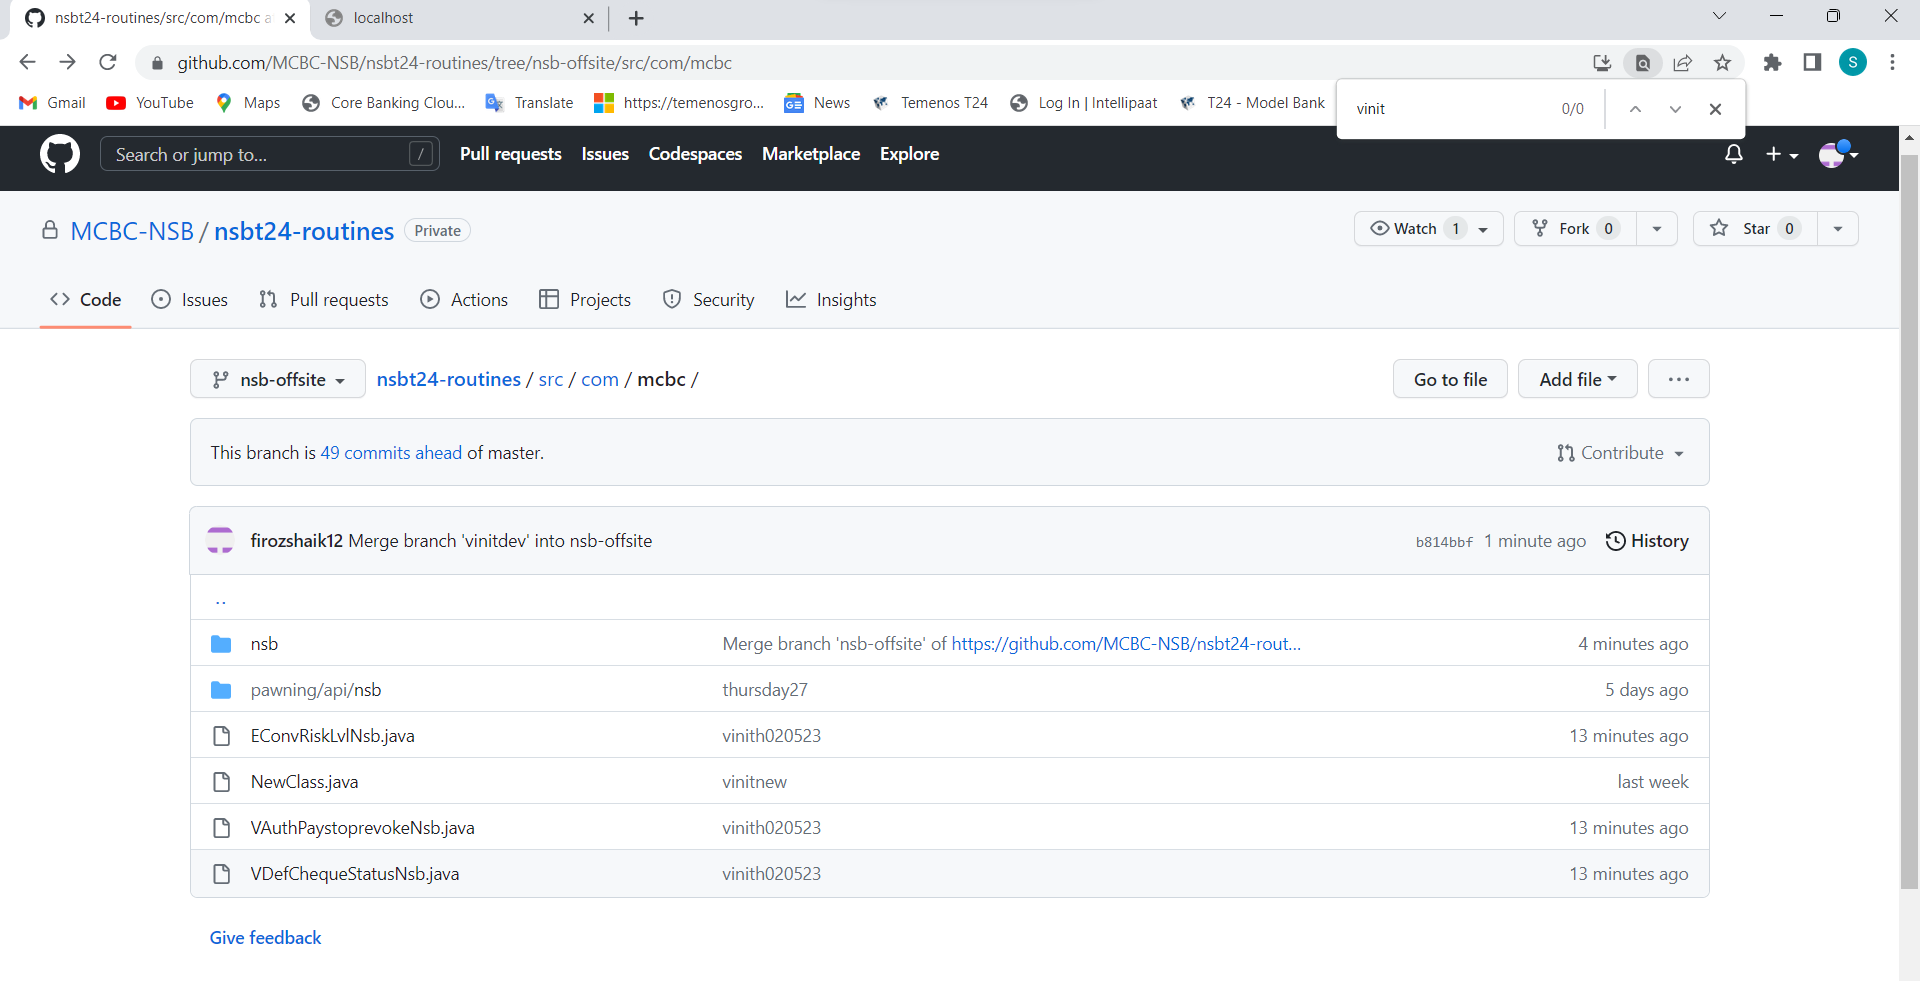 nsbt24-routines/src/com/mcbc a
localhost
github.com/MCBC-NSB/nsbt24-routines/tree/nsb-offsite/src/com/mcbc
S
Gmail YouTube Maps Core Banking Clou... Translate https://temenosgro... News Temenos T24 Log In | Intellipaat T24 - Model Bank
vinit 0/0
Search or jump to... / Pull requests Issues Codespaces Marketplace Explore
MCBC-NSB / nsbt24-routines Private
Watch 1 Fork 0 Star 0
Code Issues Pull requests Actions Projects Security Insights
nsb-offsite nsbt24-routines / src / com / mcbc / Go to file Add file ...
This branch is 49 commits ahead of master. Contribute
firozshaik12 Merge branch 'vinitdev' into nsb-offsite b814bbf 1 minute ago History
..
nsb Merge branch 'nsb-offsite' of https://github.com/MCBC-NSB/nsbt24-rout... 4 minutes ago
pawning/api/nsb thursday27 5 days ago
EConvRiskLvlNsb.java vinith020523 13 minutes ago
NewClass.java vinitnew last week
VAuthPaystoprevokeNsb.java vinith020523 13 minutes ago
VDefChequeStatusNsb.java vinith020523 13 minutes ago
Give feedback